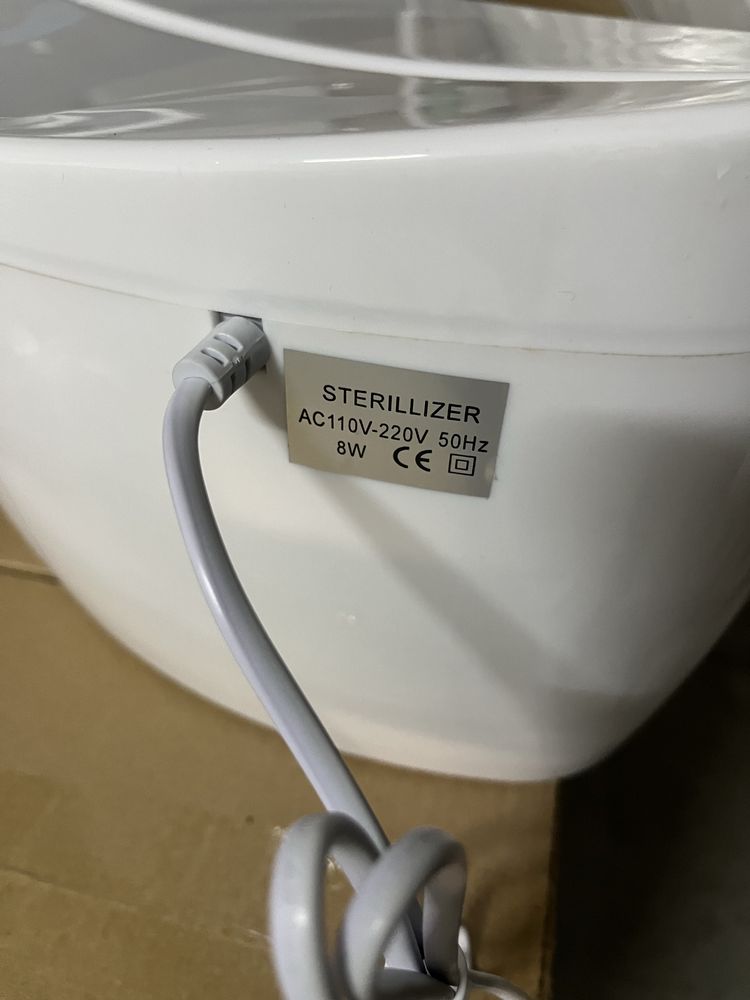 STERILLIZER
AC110V-220V 50Hz
8W CE